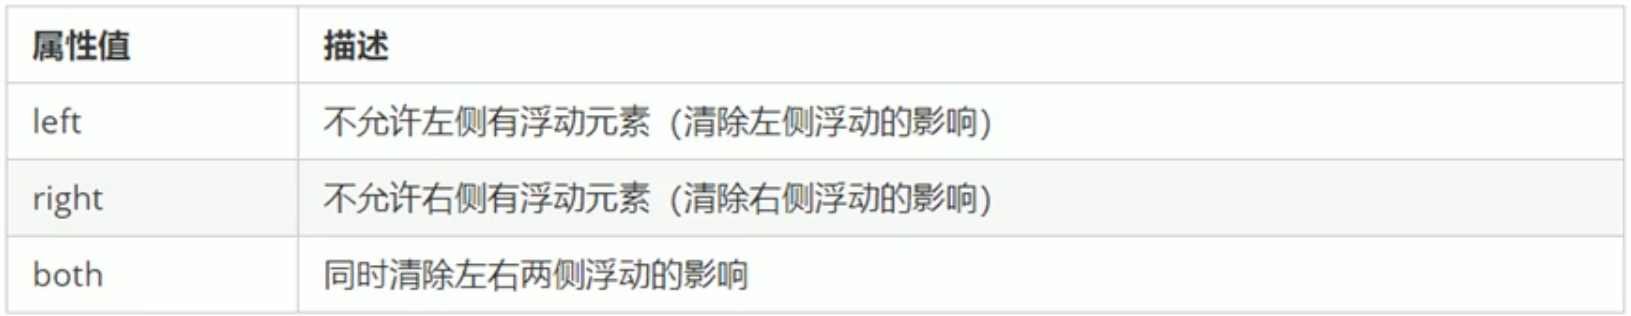 属性值 描述
left 不允许左侧有浮动元素（清除左侧浮动的影响）
right 不允许右侧有浮动元素（清除右侧浮动的影响）
both 同时清除左右两侧浮动的影响